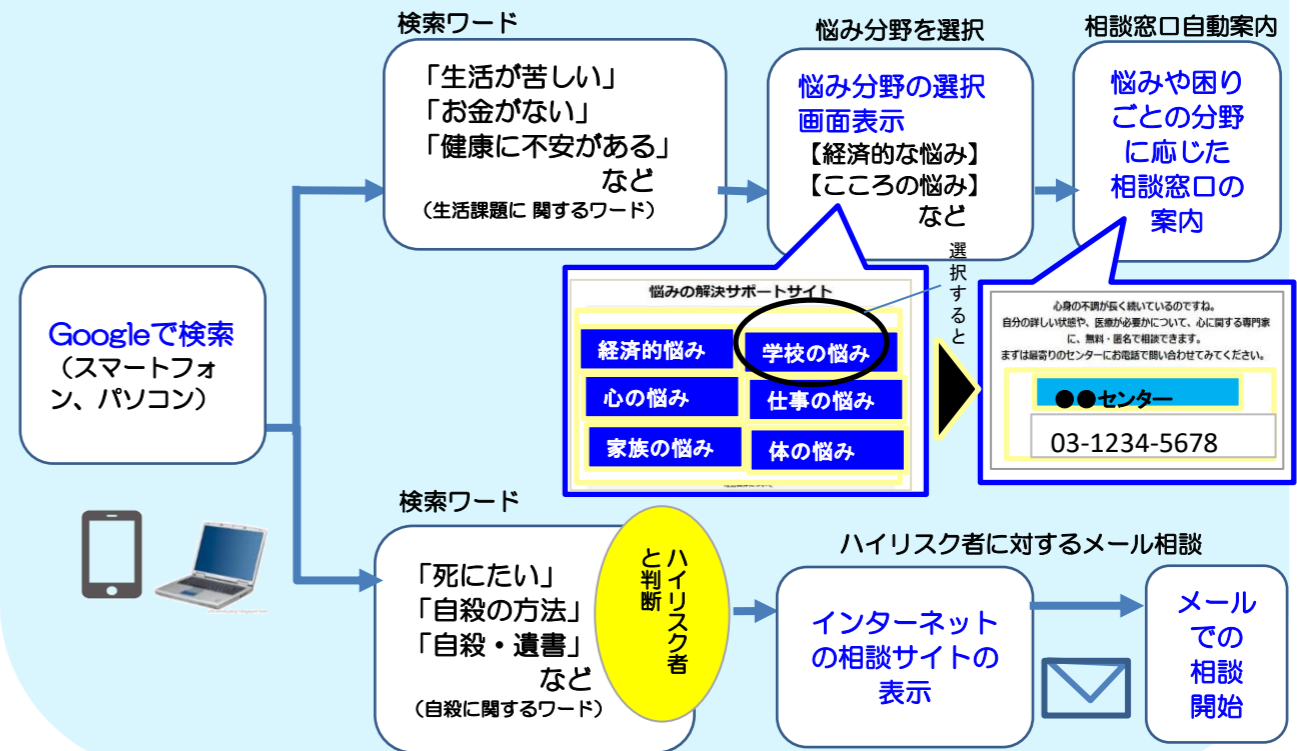 検索ワード
「生活が苦しい」
「お金がない」
「健康に不安がある」
など
（生活課題に 関するワード）
悩み分野を選択
悩み分野の選択
画面表示
【経済的な悩み】
【こころの悩み】
など
相談窓口自動案内
悩みや困り
ごとの分野
に応じた
相談窓口の
案内
選択すると
悩みの解決サポートサイト
経済的悩み
学校の悩み
心の悩み
仕事の悩み
家族の悩み
体の悩み
心身の不調が長く続いているのですね。
自分の詳しい状態や、医療が必要かについて、心に関する専門家
に、無料・匿名で相談できます。
まずは最寄りのセンターにお電話で問い合わせてみてください。
●●センター
03-1234-5678
Googleで検索
（スマートフォ
ン、パソコン）
検索ワード
「死にたい」
「自殺の方法」
「自殺・遺書」
など
（自殺に関するワード）
ハイリスク者
と判断
ハイリスク者に対するメール相談
インターネット
の相談サイトの
表示
メール
での
相談
開始